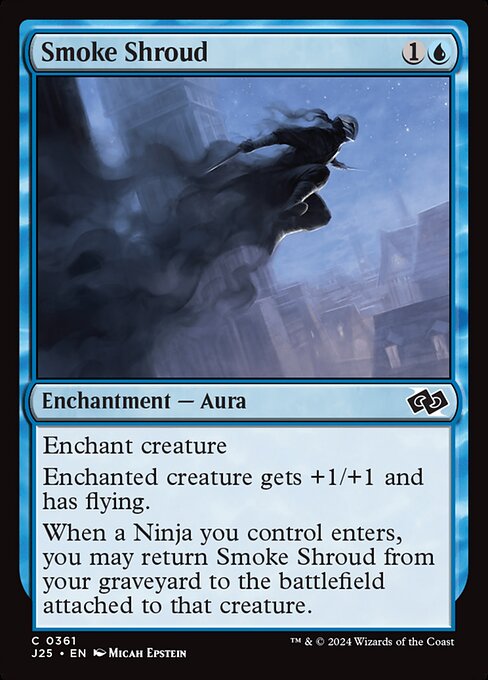 Smoke Shroud 1
Enchantment — Aura
Enchant creature
Enchanted creature gets +1/+1 and
has flying.
When a Ninja you control enters,
you may return Smoke Shroud from
your graveyard to the battlefield
attached to that creature.
C 0361
J25 • EN Micah Epstein
™ & © 2024 Wizards of the Coast